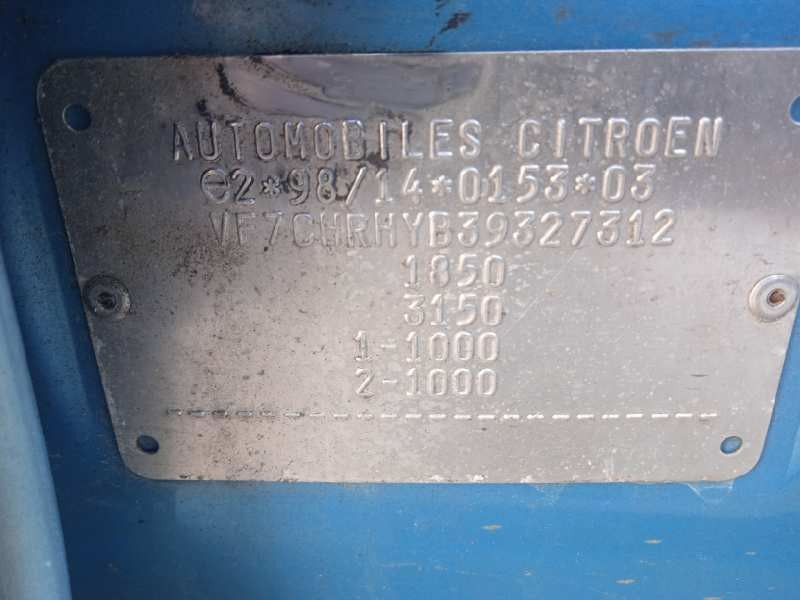 AUTOMOBILES CITROEN
e2*98/14*0153*03
VF7CHRHYB39327312
1850
3150
1-1000
2-1000